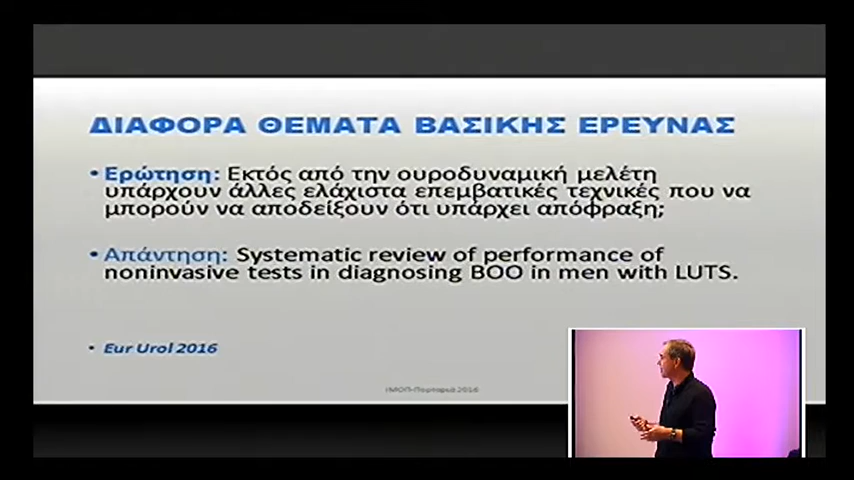 ΔΙΑΦΟΡΑ ΘΕΜΑΤΑ ΒΑΣΙΚΗΣ ΕΡΕΥΝΑΣ
• Ερώτηση: Εκτός από την ουροδυναμική μελέτη
υπάρχουν άλλες ελάχιστα επεμβατικές τεχνικές που να
μπορούν να αποδείξουν ότι υπάρχει απόφραξη;
• Απάντηση: Systematic review of performance of
noninvasive tests in diagnosing BOO in men with LUTS.
• Eur Urol 2016